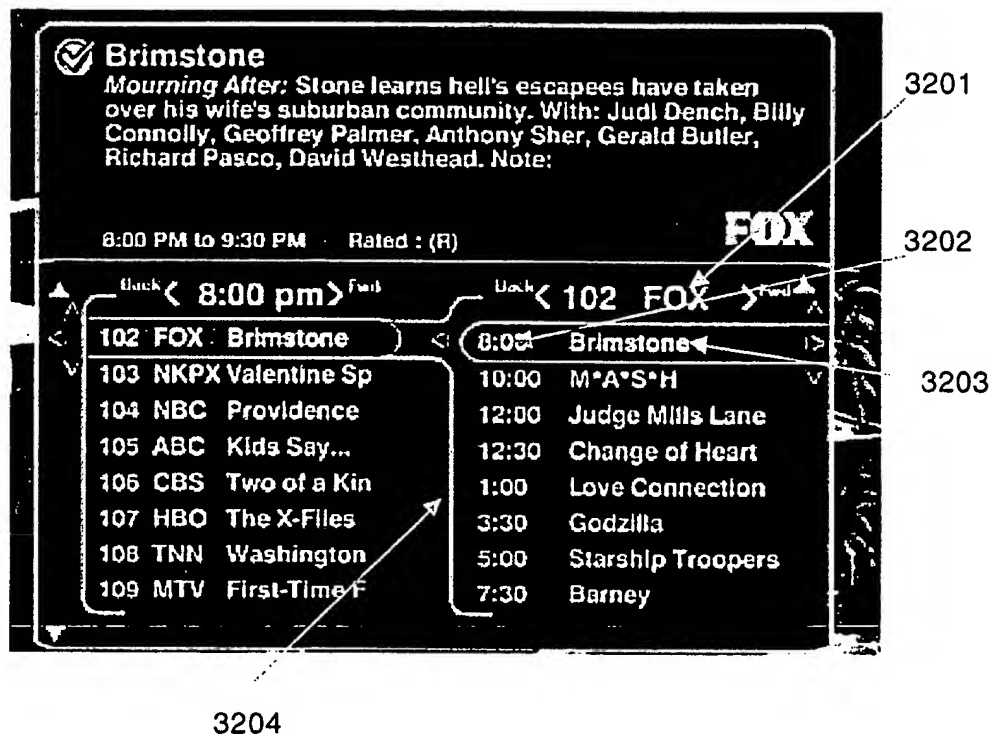 Brimstone
Mourning After: Stone learns hell's escapees have taken
over his wife's suburban community. With: Judi Dench, Billy
Connolly, Geoffrey Palmer, Anthony Sher, Gerald Butler,
Richard Pasco, David Westhead. Note:
8:00 PM to 9:30 PM Rated : (R)
FOX
Back < 8:00 pm > Fwd
102 FOX Brimstone
103 NKPX Valentine Sp
104 NBC Providence
105 ABC Kids Say...
106 CBS Two of a Kin
107 HBO The X-Files
108 TNN Washington
109 MTV First-Time F
Back < 102 FOX > Fwd
8:00 Brimstone
10:00 M*A*S*H
12:00 Judge Mills Lane
12:30 Change of Heart
1:00 Love Connection
3:30 Godzilla
5:00 Starship Troopers
7:30 Barney
3201
3202
3203
3204